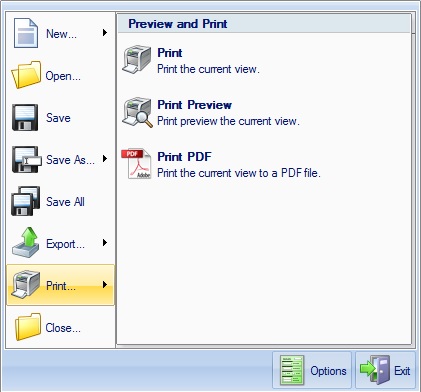 New...
Open...
Save
Save As...
Save All
Export...
Print...
Close...
Preview and Print
Print
Print the current view.
Print Preview
Print preview the current view.
PDF
Adobe
Print PDF
Print the current view to a PDF file.
Options
Exit